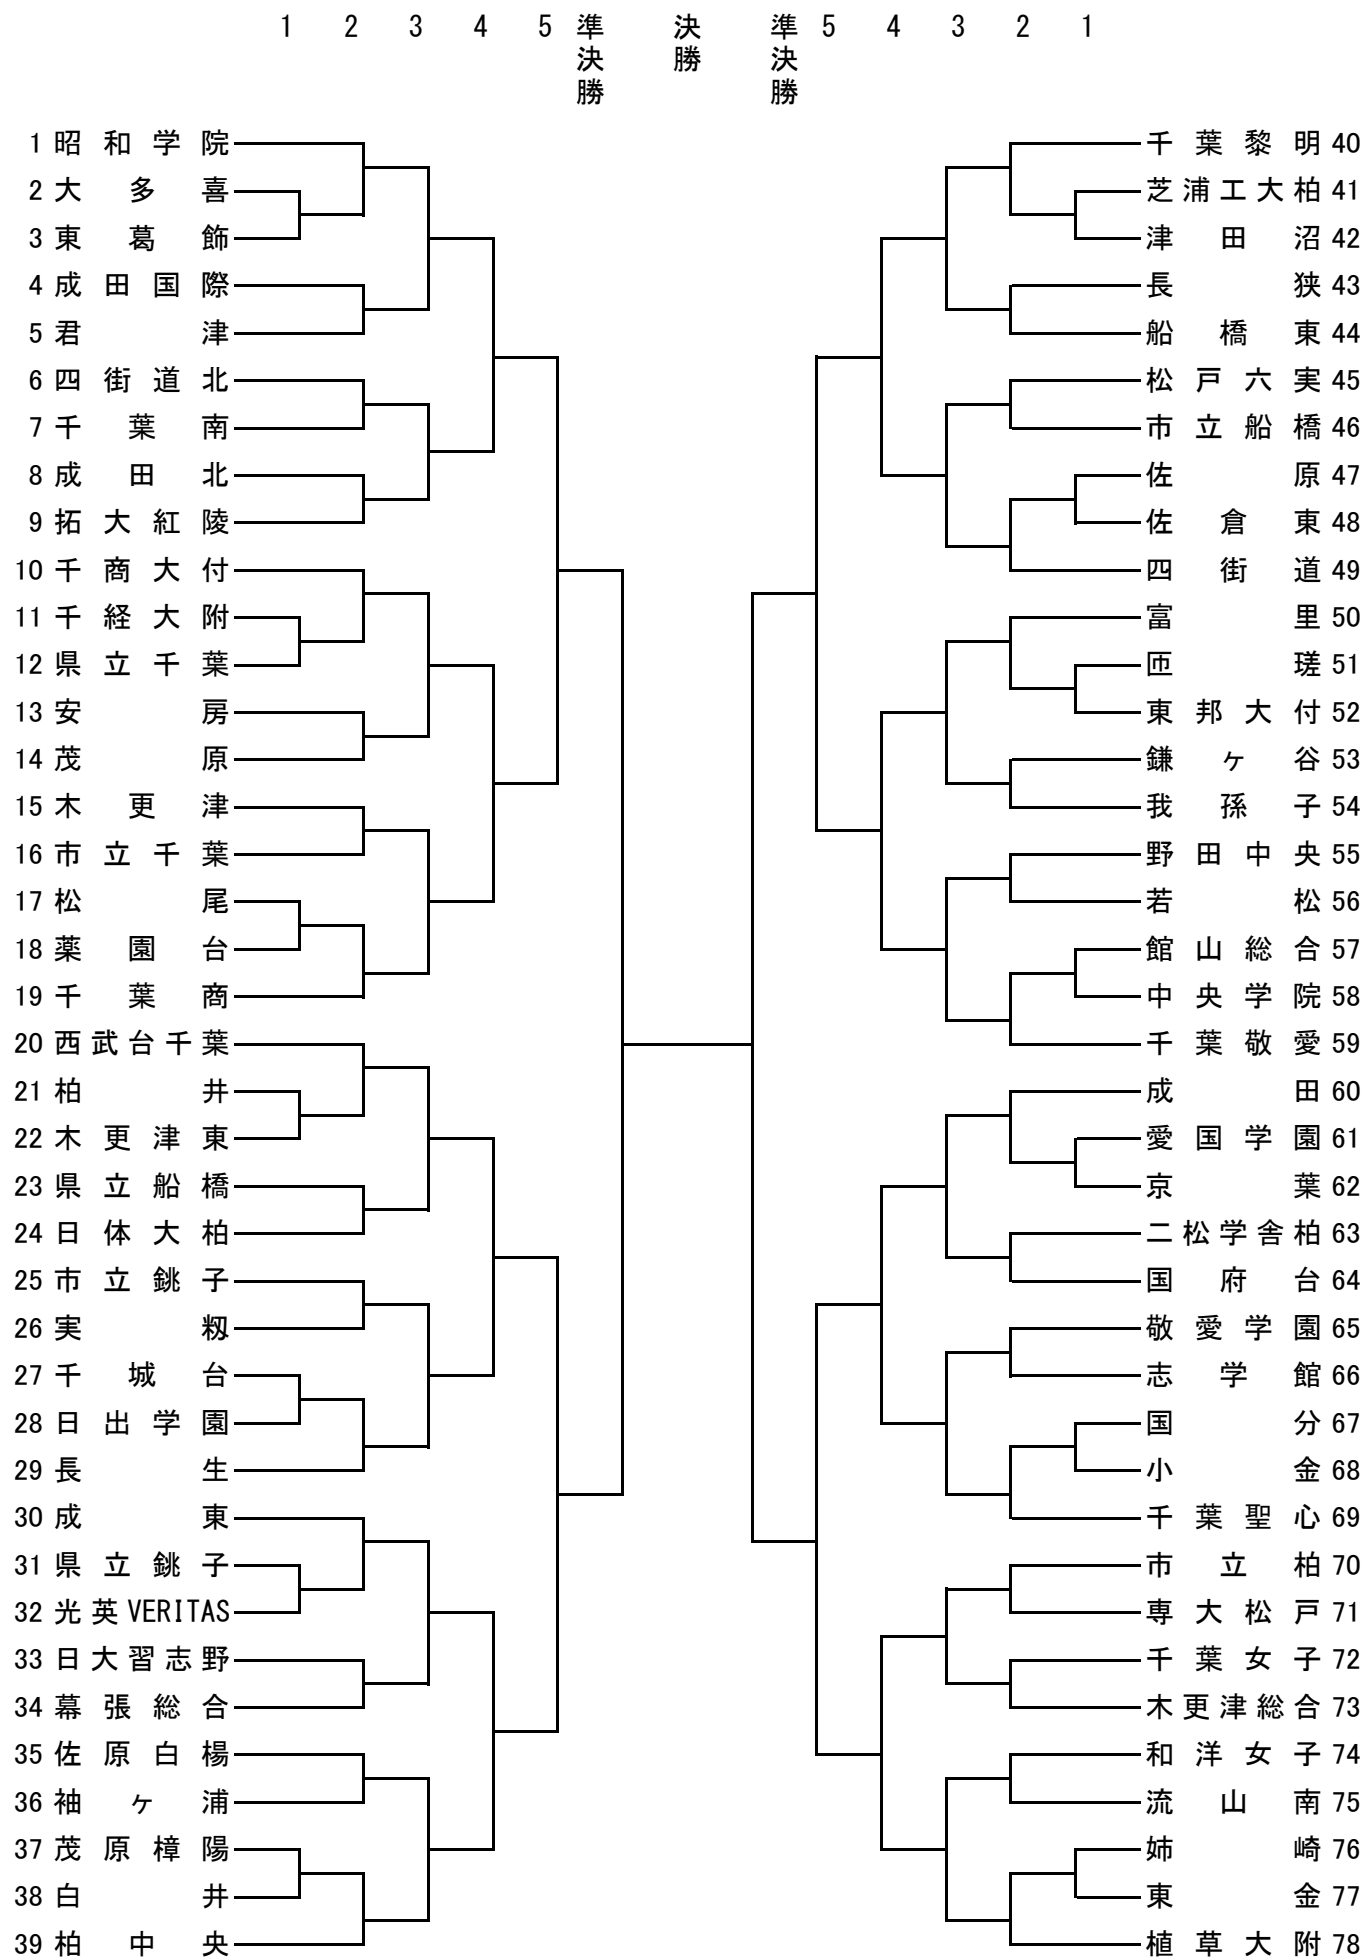 1 2 3 4 5 準決勝 決勝 準決勝 5 4 3 2 1
1 昭和学院
2 大多喜
3 東葛飾
4 成田国際
5 君津
6 四街道北
7 千葉南
8 成田北
9 拓大紅陵
10 千商大付
11 千経大附
12 県立千葉
13 安房
14 茂原
15 木更津
16 市立千葉
17 松尾
18 薬園台
19 千葉商
20 西武台千葉
21 柏井
22 木更津東
23 県立船橋
24 日体大柏
25 市立銚子
26 実籾
27 千城台
28 日出学園
29 長生
30 成東
31 県立銚子
32 光英VERITAS
33 日大習志野
34 幕張総合
35 佐原白楊
36 袖ヶ浦
37 茂原樟陽
38 白井
39 柏中央
千葉黎明 40
芝浦工大柏 41
津田沼 42
長狭 43
船橋東 44
松戸六実 45
市立船橋 46
佐原 47
佐倉東 48
四街道 49
富里 50
匝瑳 51
東邦大付 52
鎌ヶ谷 53
我孫子 54
野田中央 55
若松 56
館山総合 57
中央学院 58
千葉敬愛 59
成田 60
愛国学園 61
京葉 62
二松学舎柏 63
国府台 64
敬愛学園 65
志学館 66
国分 67
小金 68
千葉聖心 69
市立柏 70
専大松戸 71
千葉女子 72
木更津総合 73
和洋女子 74
流山南 75
姉崎 76
東金 77
植草大附 78